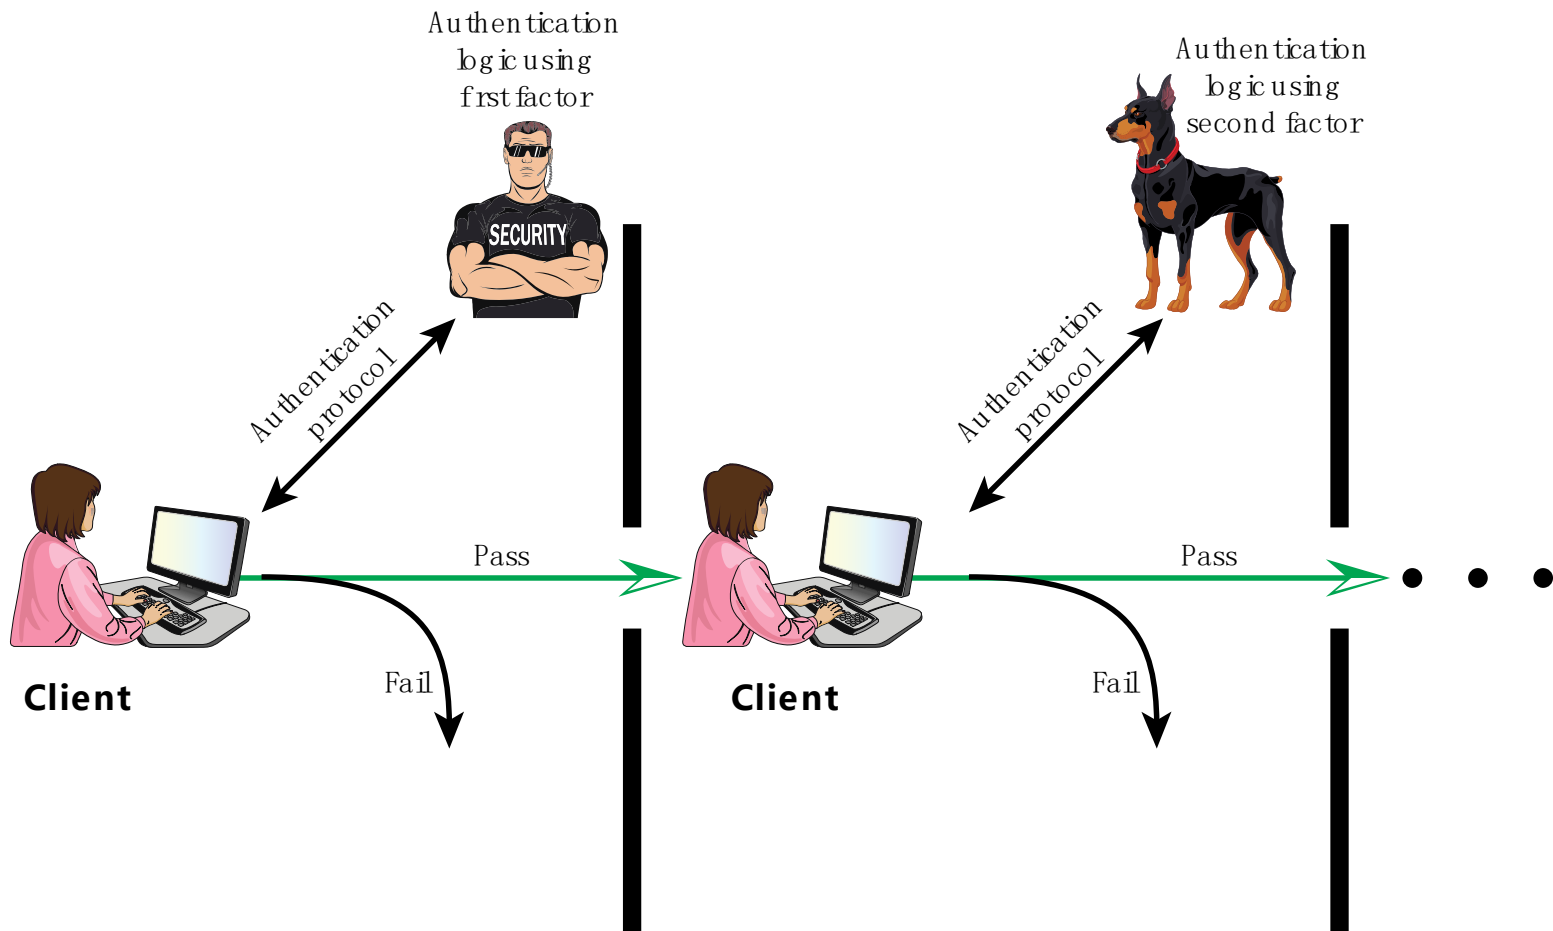 Authentication
logic using
frst factor
Authentication
logic using
second factor
SECURITY
Authentication
protocol
Authentication
protocol
Pass
Pass
Fail
Fail
Client
Client